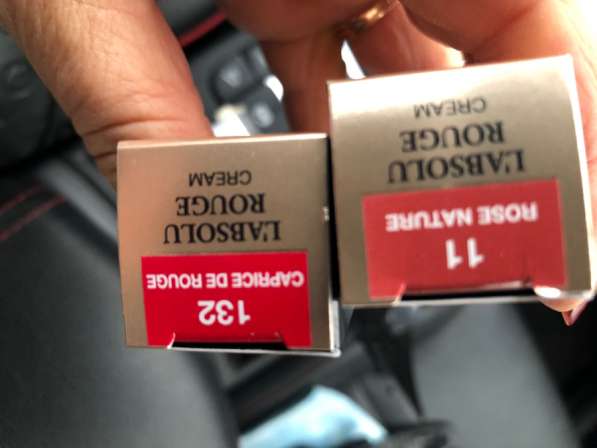 L'ABSOLU
ROUGE
CREAM
132
CAPRICE DE ROUGE
L'ABSOLU
ROUGE
CREAM
11
ROSE NATURE